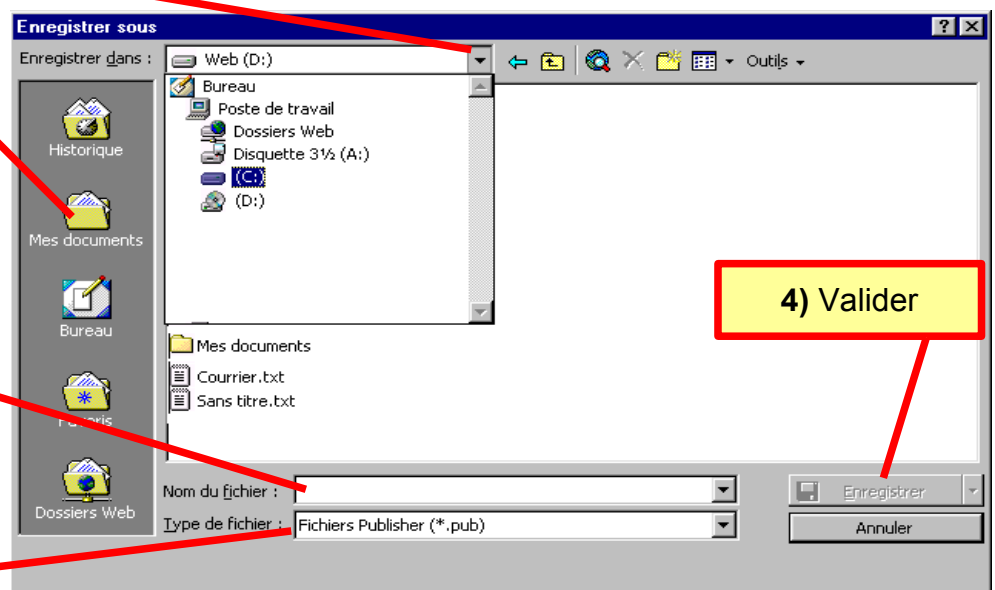 Enregistrer sous
Enregistrer dans :
Web (D:)
Outils
Bureau
Poste de travail
Dossiers Web
Disquette 3½ (A:)
(C:)
(D:)
Historique
Mes documents
Bureau
Favoris
Dossiers Web
Mes documents
Courrier.txt
Sans titre.txt
4) Valider
Nom du fichier :
Enregistrer
Type de fichier :
Fichiers Publisher (*.pub)
Annuler